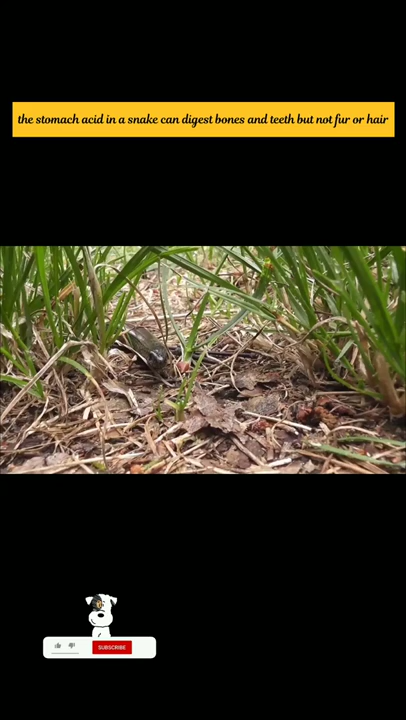 the stomach acid in a snake can digest bones and teeth but not fur or hair
SUBSCRIBE